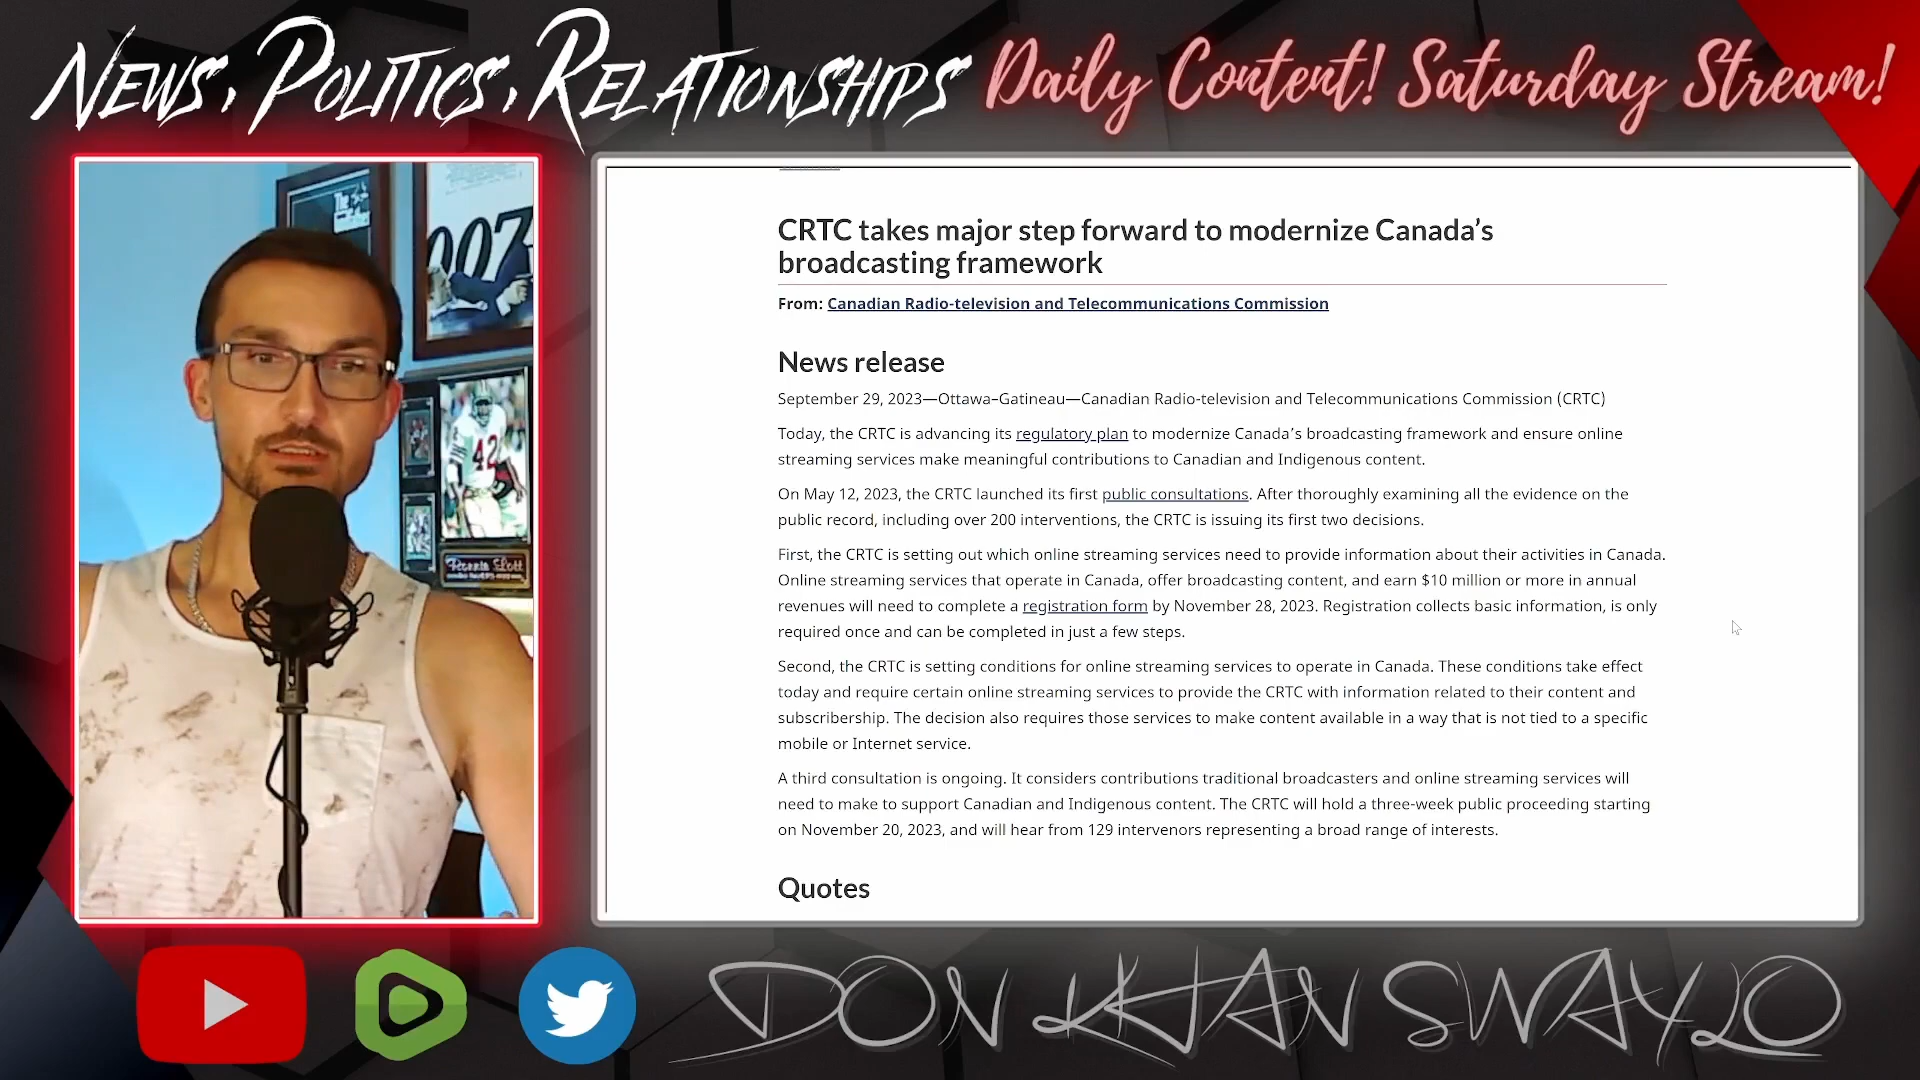 NEWS, POLITICS, RELATIONSHIPS Daily Content! Saturday Stream!
007
42
Ronnie Lott
CRTC takes major step forward to modernize Canada’s
broadcasting framework
From: Canadian Radio-television and Telecommunications Commission
News release
September 29, 2023—Ottawa–Gatineau—Canadian Radio-television and Telecommunications Commission (CRTC)
Today, the CRTC is advancing its regulatory plan to modernize Canada’s broadcasting framework and ensure online
streaming services make meaningful contributions to Canadian and Indigenous content.
On May 12, 2023, the CRTC launched its first public consultations. After thoroughly examining all the evidence on the
public record, including over 200 interventions, the CRTC is issuing its first two decisions.
First, the CRTC is setting out which online streaming services need to provide information about their activities in Canada.
Online streaming services that operate in Canada, offer broadcasting content, and earn $10 million or more in annual
revenues will need to complete a registration form by November 28, 2023. Registration collects basic information, is only
required once and can be completed in just a few steps.
Second, the CRTC is setting conditions for online streaming services to operate in Canada. These conditions take effect
today and require certain online streaming services to provide the CRTC with information related to their content and
subscribership. The decision also requires those services to make content available in a way that is not tied to a specific
mobile or Internet service.
A third consultation is ongoing. It considers contributions traditional broadcasters and online streaming services will
need to make to support Canadian and Indigenous content. The CRTC will hold a three-week public proceeding starting
on November 20, 2023, and will hear from 129 intervenors representing a broad range of interests.
Quotes
DON KHAN SWAYLO